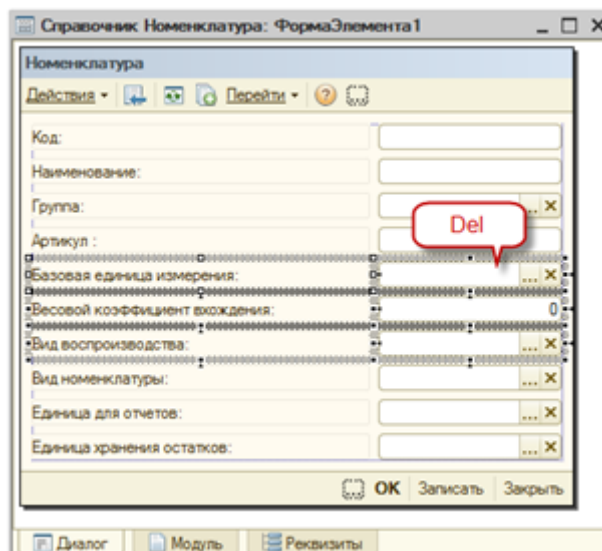 Справочник Номенклатура: ФормаЭлемента1
Номенклатура
Действия Перейти
Код:
Наименование:
Группа: ... ×
Артикул :
Del
Базовая единица измерения: ... ×
Весовой коэффициент вхождения: 0
Вид воспроизводства: ... ×
Вид номенклатуры: ... ×
Единица для отчетов: ... ×
Единица хранения остатков: ... ×
OK Записать Закрыть
Диалог Модуль Реквизиты